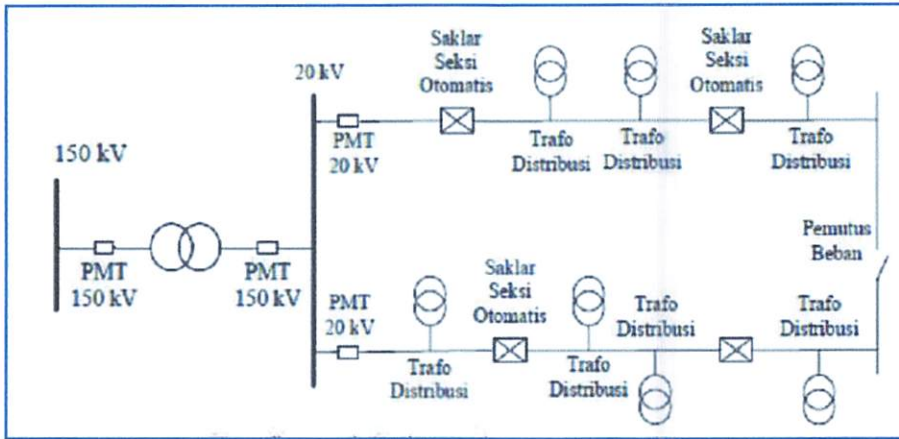 Saklar
Seksi
Otomatis
Saklar
Seksi
Otomatis
20 kV
PMT
20 kV
Trafo
Distribusi
Trafo
Distribusi
Trafo
Distribusi
150 kV
PMT
150 kV
PMT
150 kV
Pemutus
Beban
PMT
20 kV
Saklar
Seksi
Otomatis
Trafo
Distribusi
Trafo
Distribusi
Trafo
Distribusi
Trafo
Distribusi